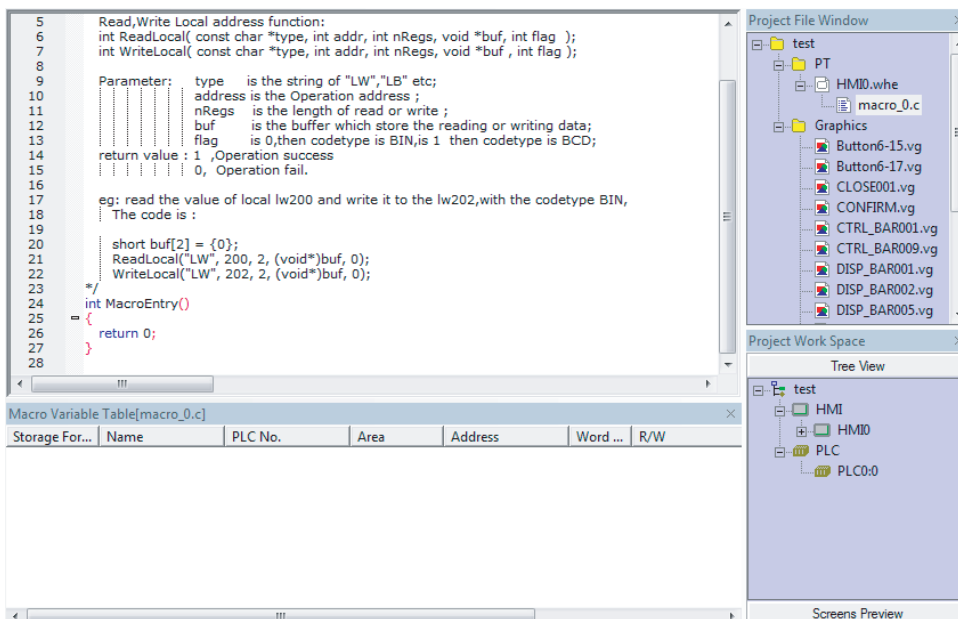 5 Read,Write Local address function:
6 int ReadLocal( const char *type, int addr, int nRegs, void *buf, int flag );
7 int WriteLocal( const char *type, int addr, int nRegs, void *buf , int flag );
8
9 Parameter: type is the string of "LW","LB" etc;
10 address is the Operation address ;
11 nRegs is the length of read or write ;
12 buf is the buffer which store the reading or writing data;
13 flag is 0,then codetype is BIN,is 1 then codetype is BCD;
14 return value : 1 ,Operation success
15 0, Operation fail.
16
17 eg: read the value of local lw200 and write it to the lw202,with the codetype BIN,
18 The code is :
19
20 short buf[2] = {0};
21 ReadLocal("LW", 200, 2, (void*)buf, 0);
22 WriteLocal("LW", 202, 2, (void*)buf, 0);
23 */
24 int MacroEntry()
25 {
26 return 0;
27 }
28
Macro Variable Table[macro_0.c]
Storage For... Name PLC No. Area Address Word ... R/W
Project File Window
test
PT
HMI0.whe
macro_0.c
Graphics
Button6-15.vg
Button6-17.vg
CLOSE001.vg
CONFIRM.vg
CTRL_BAR001.vg
CTRL_BAR009.vg
DISP_BAR001.vg
DISP_BAR002.vg
DISP_BAR005.vg
Project Work Space
Tree View
test
HMI
HMI0
PLC
PLC0:0
Screens Preview